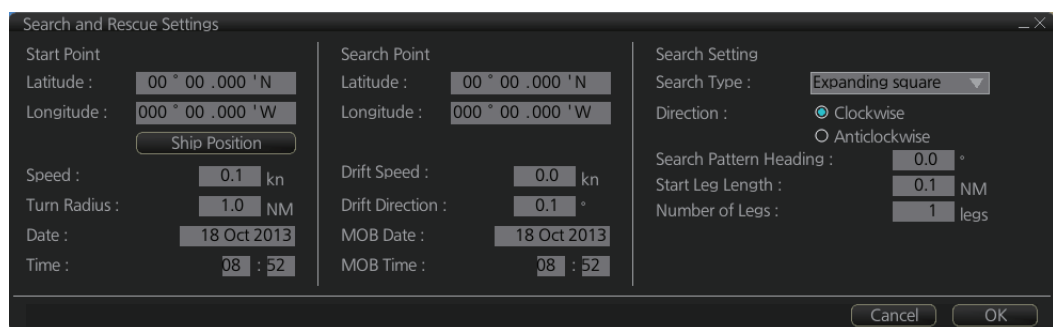 Search and Rescue Settings
Start Point
Latitude : 00 ° 00 .000 ' N
Longitude : 000 ° 00 .000 ' W
Ship Position
Speed : 0.1 kn
Turn Radius : 1.0 NM
Date : 18 Oct 2013
Time : 08 : 52
Search Point
Latitude : 00 ° 00 .000 ' N
Longitude : 000 ° 00 .000 ' W
Drift Speed : 0.0 kn
Drift Direction : 0.1 °
MOB Date : 18 Oct 2013
MOB Time : 08 : 52
Search Setting
Search Type : Expanding square
Direction : Clockwise
Anticlockwise
Search Pattern Heading : 0.0 °
Start Leg Length : 0.1 NM
Number of Legs : 1 legs
Cancel OK